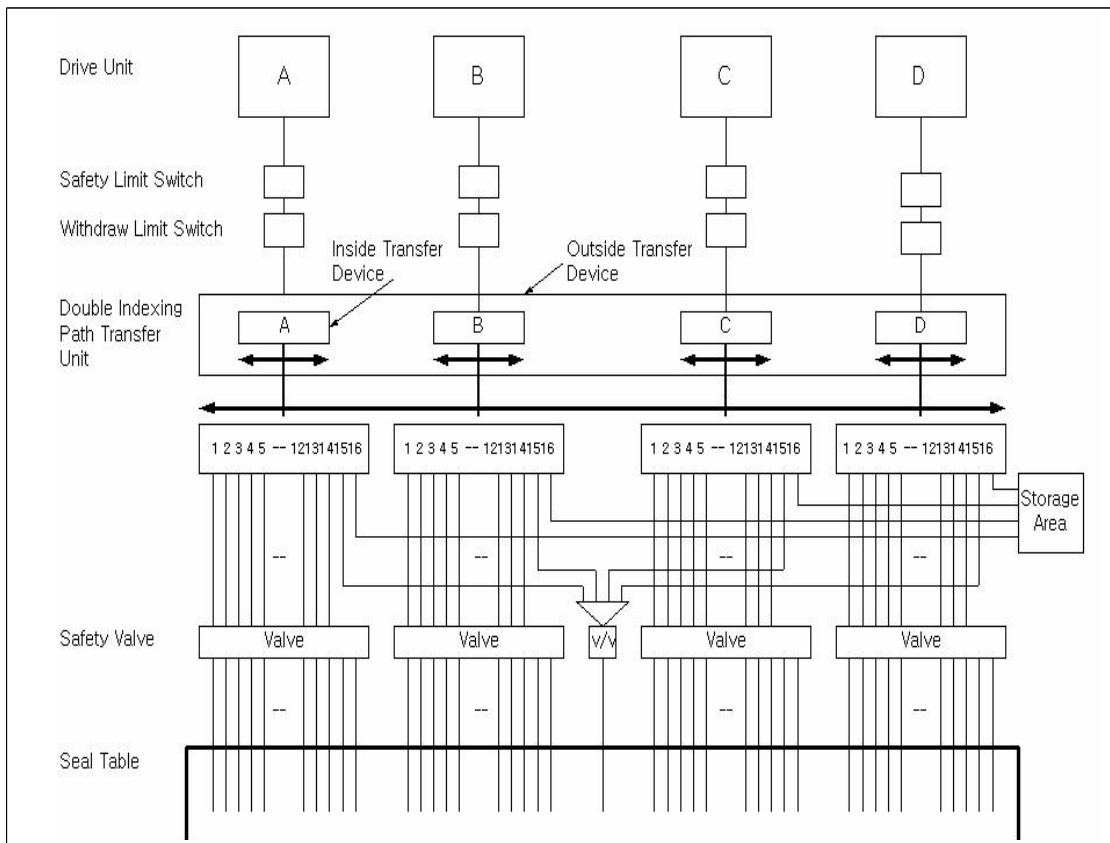 Drive Unit
A
B
C
D
Safety Limit Switch
Withdraw Limit Switch
Inside Transfer
Device
Outside Transfer
Device
Double Indexing
Path Transfer
Unit
A
B
C
D
1 2 3 4 5 -- 1213141516
1 2 3 4 5 -- 1213141516
1 2 3 4 5 -- 1213141516
1 2 3 4 5 -- 1213141516
Storage
Area
-- -- -- --
Safety Valve
Valve
Valve
v/v
Valve
Valve
-- -- -- --
Seal Table